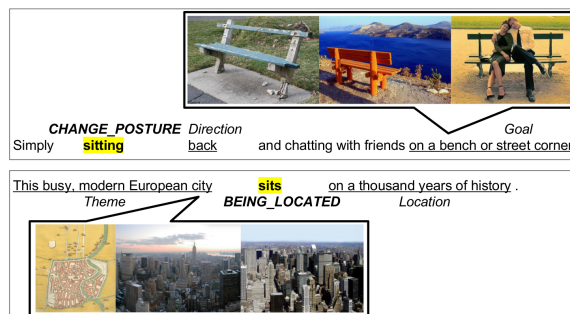 CHANGE_POSTURE Direction Goal
Simply sitting back and chatting with friends on a bench or street corner
This busy, modern European city sits on a thousand years of history .
Theme BEING_LOCATED Location